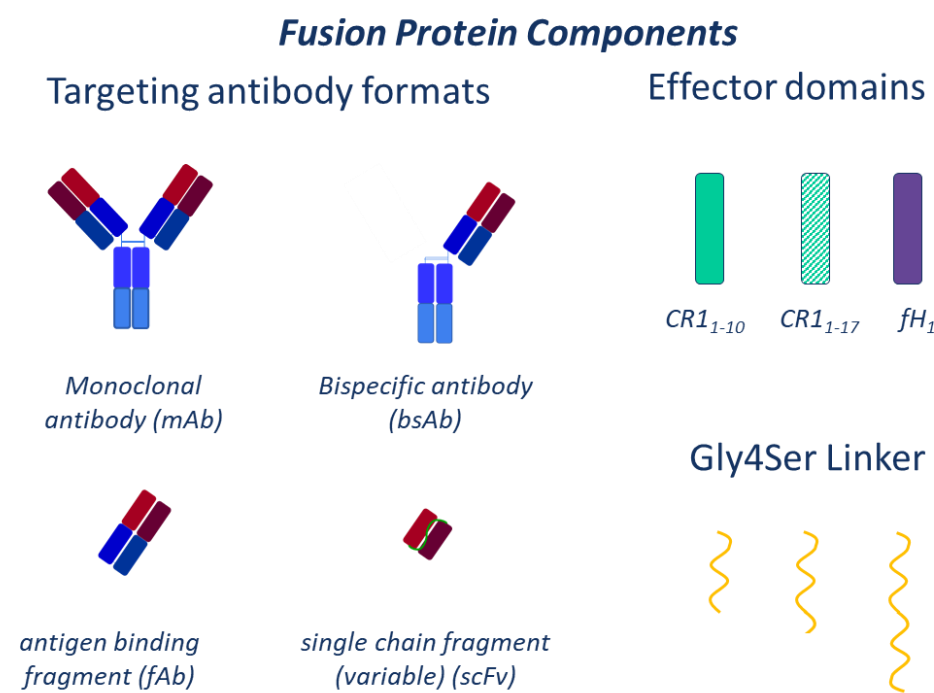 Fusion Protein Components
Targeting antibody formats
Effector domains
CR1₁₋₁₀
CR1₁₋₁₇
fH₁
Monoclonal
antibody (mAb)
Bispecific antibody
(bsAb)
Gly4Ser Linker
antigen binding
fragment (fAb)
single chain fragment
(variable) (scFv)